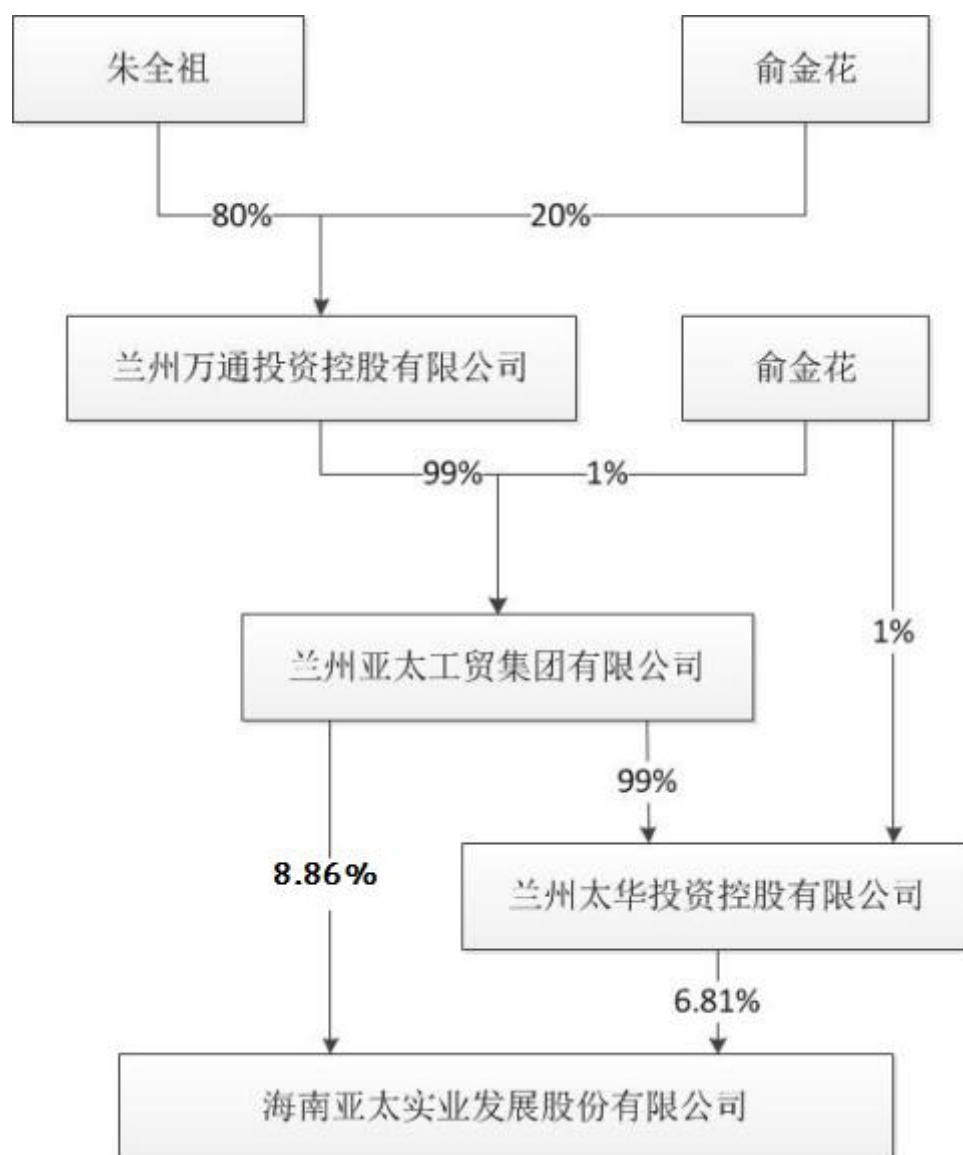 朱全祖
俞金花
80%
20%
兰州万通投资控股有限公司
俞金花
99%
1%
兰州亚太工贸集团有限公司
1%
99%
8.86%
兰州太华投资控股有限公司
6.81%
海南亚太实业发展股份有限公司